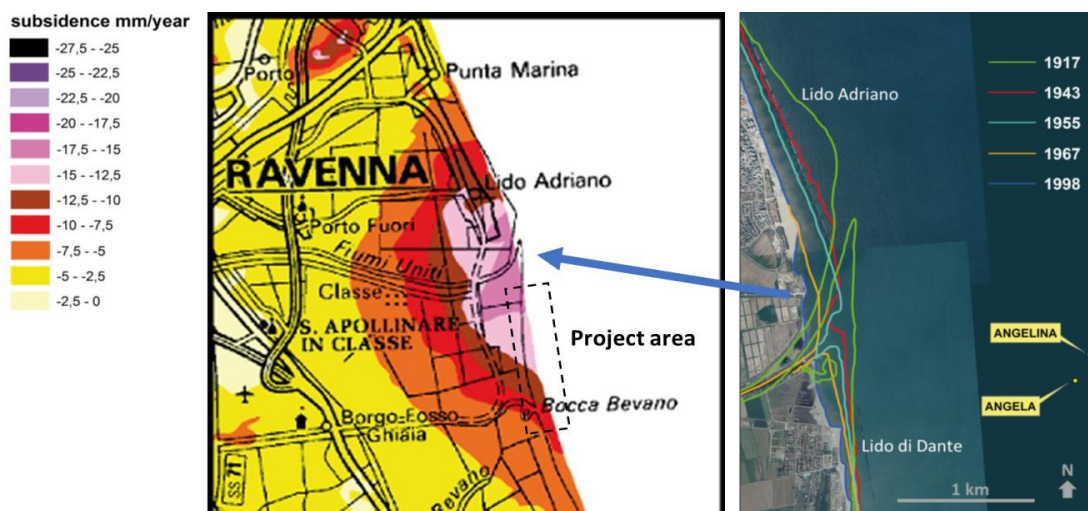 subsidence mm/year
-27,5 - -25
-25 - -22,5
-22,5 - -20
-20 - -17,5
-17,5 - -15
-15 - -12,5
-12,5 - -10
-10 - -7,5
-7,5 - -5
-5 - -2,5
-2,5 - 0
Porto
Punta Marina
RAVENNA
Lido Adriano
Porto Fuori
Fiumi Uniti
Classe
S. APOLLINARE
IN CLASSE
Project area
Bocca Bevano
Borgo Fosso
Ghiaia
Bevano
SS 71
Lido Adriano
1917
1943
1955
1967
1998
ANGELINA
ANGELA
Lido di Dante
N
1 km